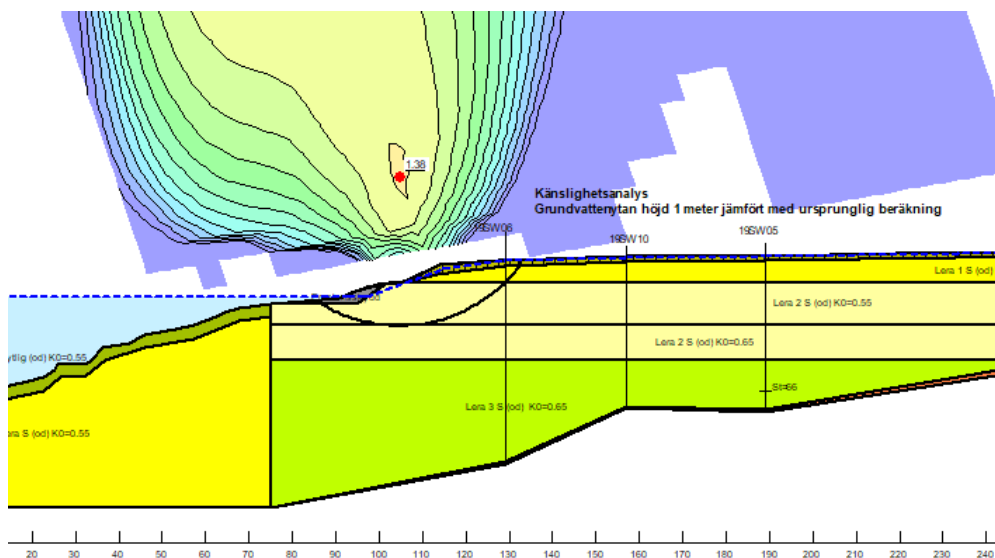 1.38
Känslighetsanalys
Grundvattenytan höjd 1 meter jämfört med ursprunglig beräkning
19SW06
19SW10
19SW05
Lera 1 S (od)
Lera 2 S (od) K0=0.55
ytlig (od) K0=0.55
Lera 2 S (od) K0=0.65
St=66
Lera 3 S (od) K0=0.65
era S (od) K0=0.55
20 30 40 50 60 70 80 90 100 110 120 130 140 150 160 170 180 190 200 210 220 230 240